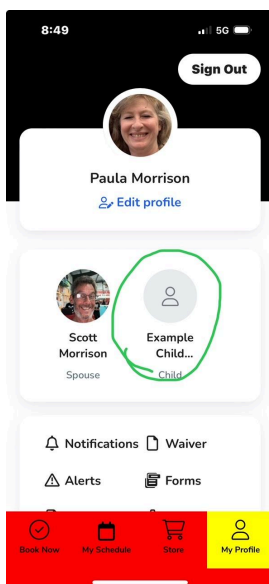 8:49
5G
Sign Out
Paula Morrison
Edit profile
Scott
Morrison
Spouse
Example
Child...
Child
Notifications
Waiver
Alerts
Forms
Book Now
My Schedule
Store
My Profile